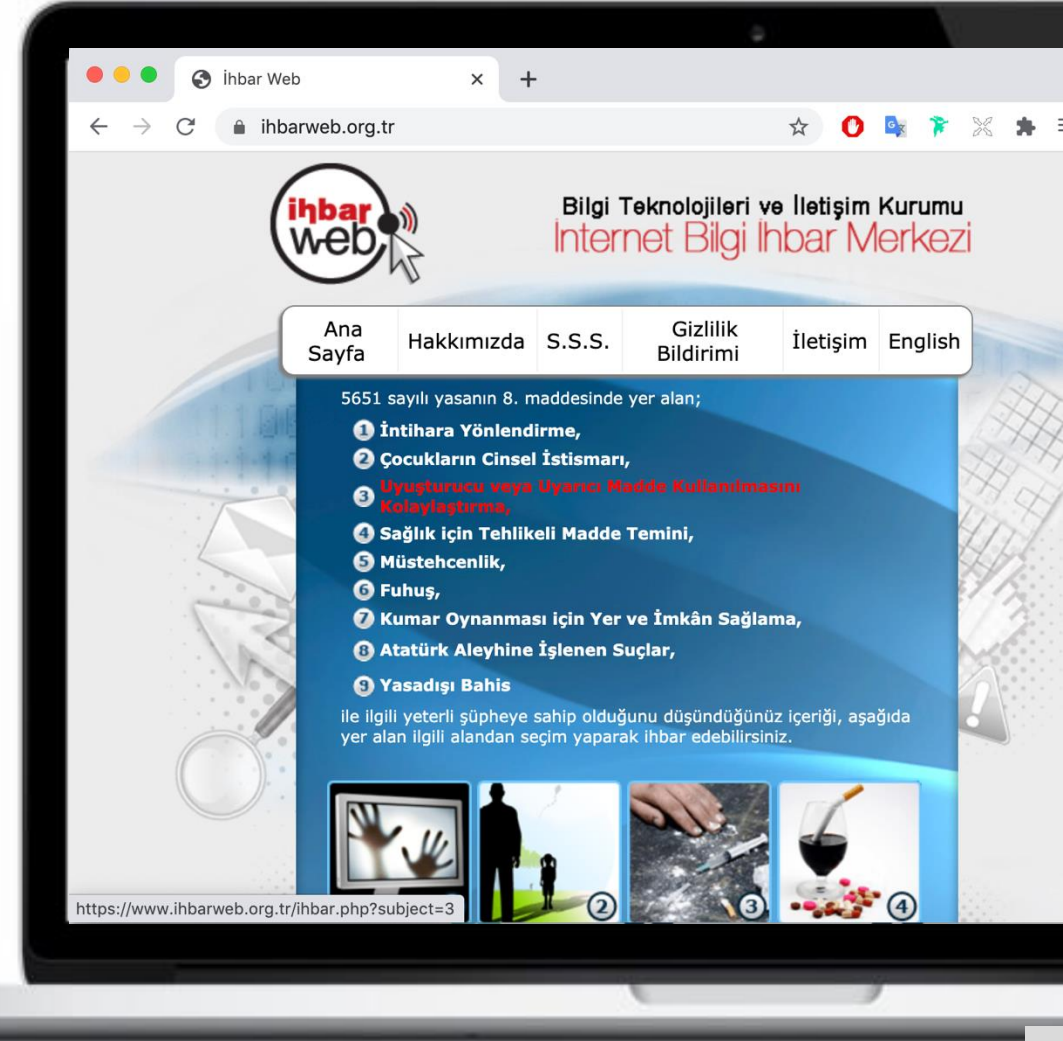 İhbar Web
ihbarweb.org.tr
ihbar
web
Bilgi Teknolojileri ve İletişim Kurumu
İnternet Bilgi İhbar Merkezi
Ana
Sayfa
Hakkımızda
S.S.S.
Gizlilik
Bildirimi
İletişim
English
5651 sayılı yasanın 8. maddesinde yer alan;
1 İntihara Yönlendirme,
2 Çocukların Cinsel İstismarı,
3 Uyuşturucu veya Uyarıcı Madde Kullanılmasını
Kolaylaştırma,
4 Sağlık için Tehlikeli Madde Temini,
5 Müstehcenlik,
6 Fuhuş,
7 Kumar Oynanması için Yer ve İmkân Sağlama,
8 Atatürk Aleyhine İşlenen Suçlar,
9 Yasadışı Bahis
ile ilgili yeterli şüpheye sahip olduğunu düşündüğünüz içeriği, aşağıda
yer alan ilgili alandan seçim yaparak ihbar edebilirsiniz.
2
3
4
https://www.ihbarweb.org.tr/ihbar.php?subject=3